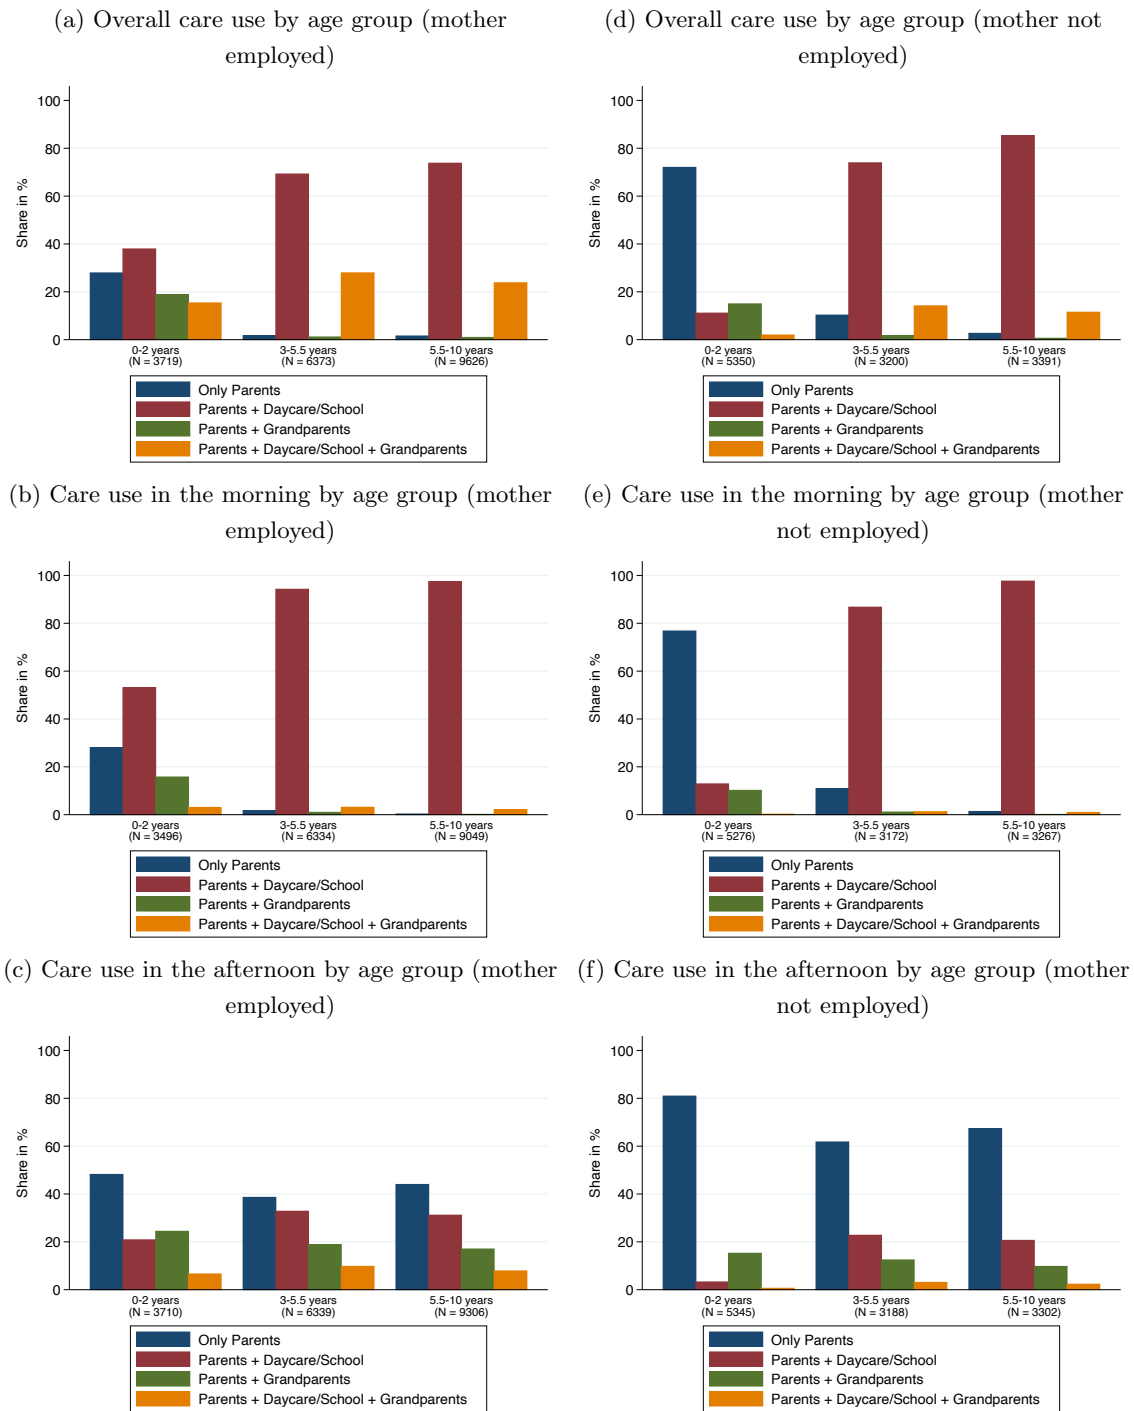 (a) Overall care use by age group (mother
employed)
100
80
60
40
20
0
Share in %
0-2 years
(N = 3719)
3-5.5 years
(N = 6373)
5.5-10 years
(N = 9626)
Only Parents
Parents + Daycare/School
Parents + Grandparents
Parents + Daycare/School + Grandparents
(d) Overall care use by age group (mother not
employed)
100
80
60
40
20
0
Share in %
0-2 years
(N = 5350)
3-5.5 years
(N = 3200)
5.5-10 years
(N = 3391)
Only Parents
Parents + Daycare/School
Parents + Grandparents
Parents + Daycare/School + Grandparents
(b) Care use in the morning by age group (mother
employed)
100
80
60
40
20
0
Share in %
0-2 years
(N = 3496)
3-5.5 years
(N = 6334)
5.5-10 years
(N = 9049)
Only Parents
Parents + Daycare/School
Parents + Grandparents
Parents + Daycare/School + Grandparents
(e) Care use in the morning by age group (mother
not employed)
100
80
60
40
20
0
Share in %
0-2 years
(N = 5276)
3-5.5 years
(N = 3172)
5.5-10 years
(N = 3267)
Only Parents
Parents + Daycare/School
Parents + Grandparents
Parents + Daycare/School + Grandparents
(c) Care use in the afternoon by age group (mother
employed)
100
80
60
40
20
0
Share in %
0-2 years
(N = 3710)
3-5.5 years
(N = 6339)
5.5-10 years
(N = 9306)
Only Parents
Parents + Daycare/School
Parents + Grandparents
Parents + Daycare/School + Grandparents
(f) Care use in the afternoon by age group (mother
not employed)
100
80
60
40
20
0
Share in %
0-2 years
(N = 5345)
3-5.5 years
(N = 3188)
5.5-10 years
(N = 3302)
Only Parents
Parents + Daycare/School
Parents + Grandparents
Parents + Daycare/School + Grandparents